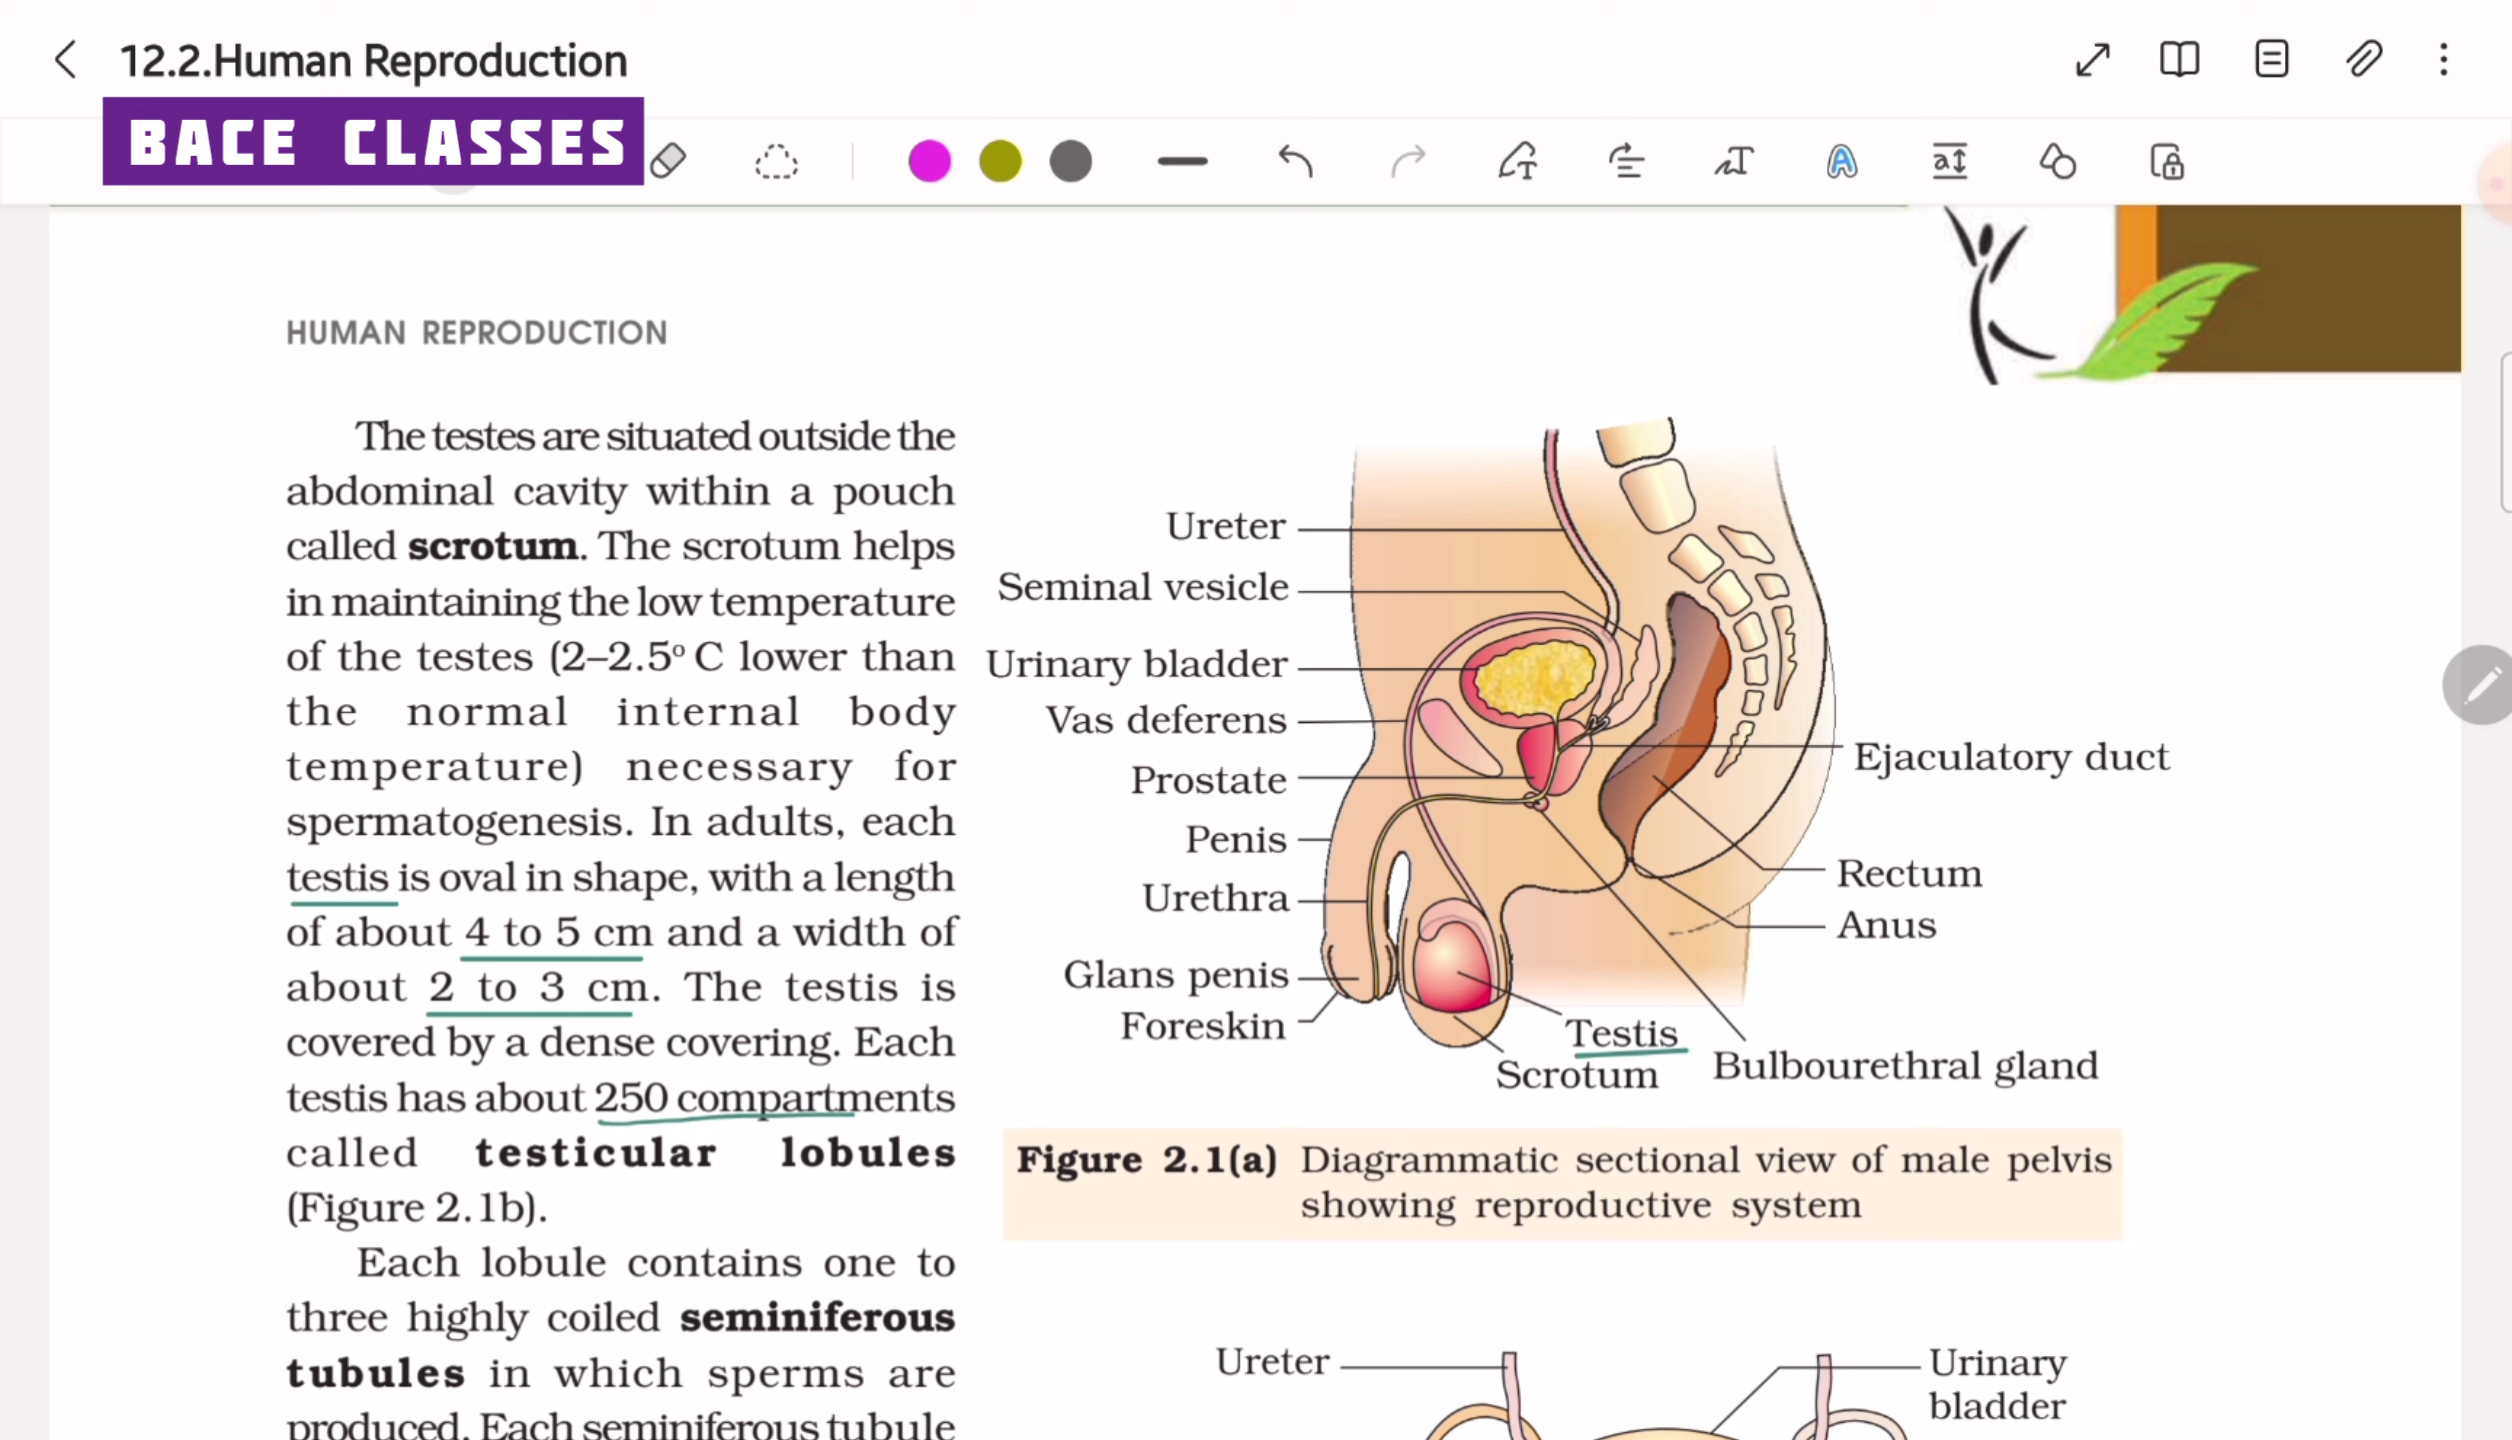 12.2.Human Reproduction
BACE CLASSES
HUMAN REPRODUCTION
The testes are situated outside the
abdominal cavity within a pouch
called scrotum. The scrotum helps
in maintaining the low temperature
of the testes (2–2.5° C lower than
the normal internal body
temperature) necessary for
spermatogenesis. In adults, each
testis is oval in shape, with a length
of about 4 to 5 cm and a width of
about 2 to 3 cm. The testis is
covered by a dense covering. Each
testis has about 250 compartments
called testicular lobules
(Figure 2.1b).
Each lobule contains one to
three highly coiled seminiferous
tubules in which sperms are
produced. Each seminiferous tubule
Ureter
Seminal vesicle
Urinary bladder
Vas deferens
Prostate
Penis
Urethra
Glans penis
Foreskin
Ejaculatory duct
Rectum
Anus
Testis
Scrotum
Bulbourethral gland
Figure 2.1(a) Diagrammatic sectional view of male pelvis
showing reproductive system
Ureter
Urinary
bladder